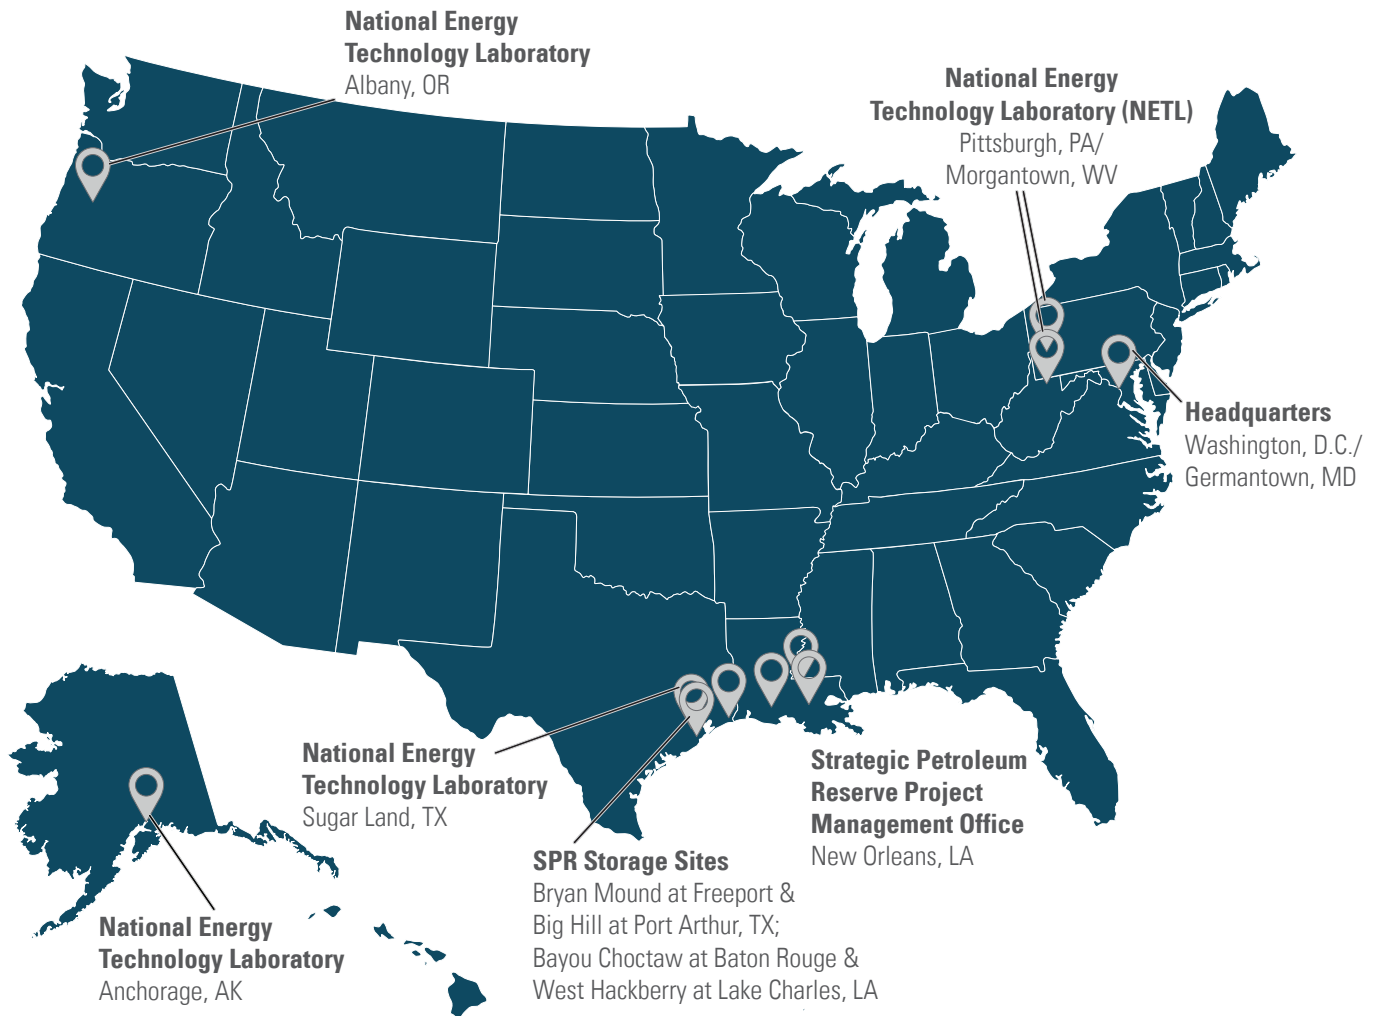 National Energy
Technology Laboratory
Albany, OR
National Energy
Technology Laboratory (NETL)
Pittsburgh, PA/
Morgantown, WV
Headquarters
Washington, D.C./
Germantown, MD
National Energy
Technology Laboratory
Sugar Land, TX
Strategic Petroleum
Reserve Project
Management Office
New Orleans, LA
SPR Storage Sites
Bryan Mound at Freeport &
Big Hill at Port Arthur, TX;
Bayou Choctaw at Baton Rouge &
West Hackberry at Lake Charles, LA
National Energy
Technology Laboratory
Anchorage, AK